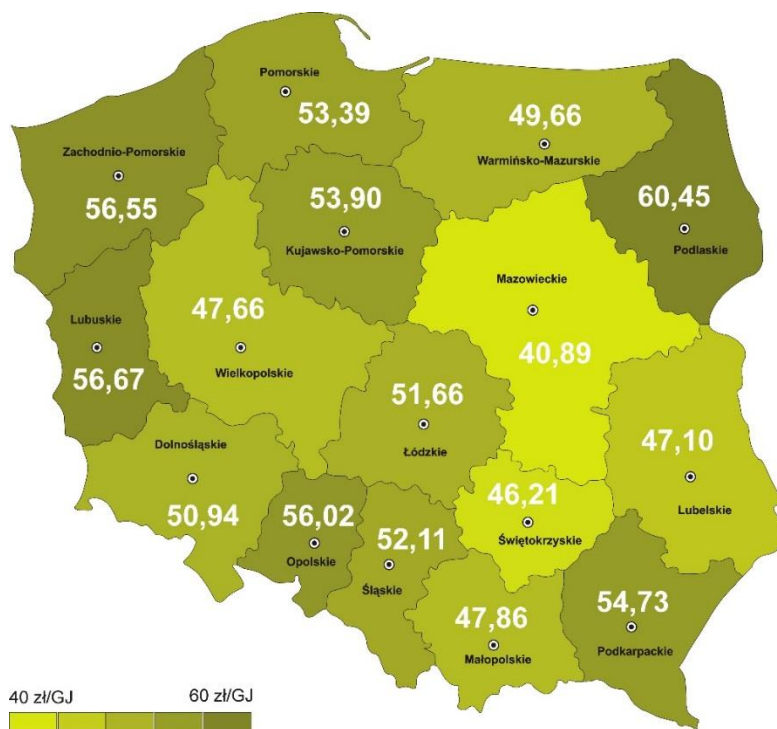 Pomorskie
53,39
49,66
Warmińsko-Mazurskie
Zachodnio-Pomorskie
56,55
53,90
Kujawsko-Pomorskie
60,45
Podlaskie
Mazowieckie
40,89
Lubuskie
56,67
47,66
Wielkopolskie
51,66
Łódzkie
47,10
Lubelskie
Dolnośląskie
50,94
56,02
Opolskie
52,11
Śląskie
46,21
Świętokrzyskie
47,86
Małopolskie
54,73
Podkarpackie
40 zł/GJ 60 zł/GJ